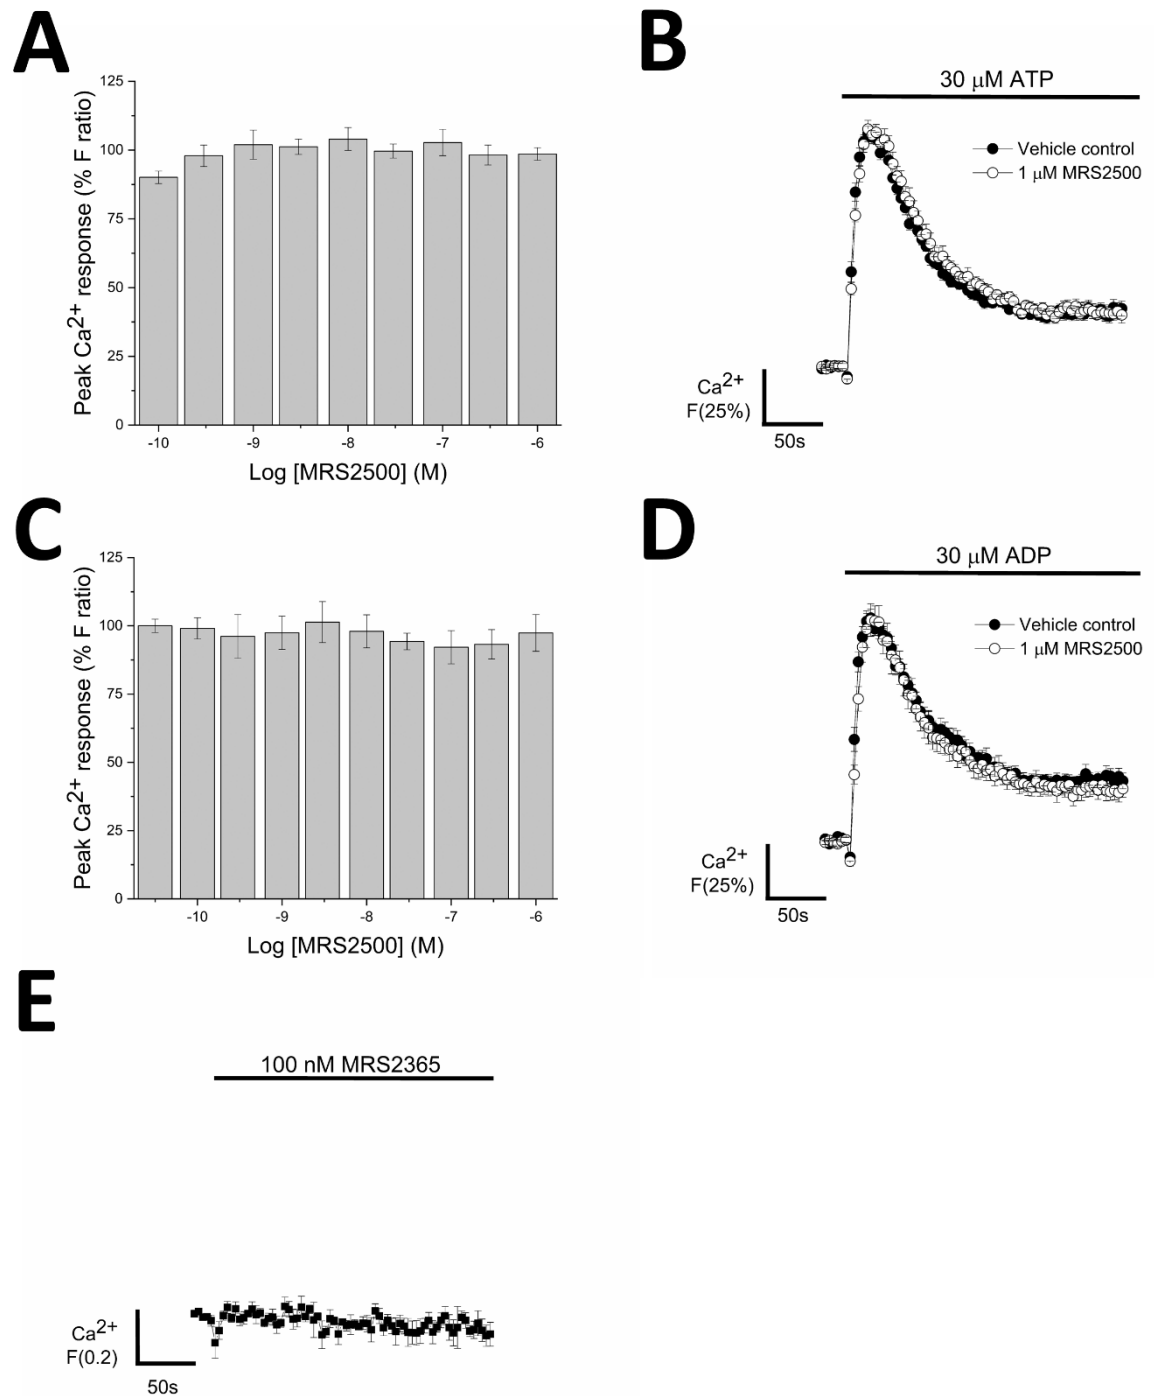 A
125
100
75
50
25
0
Peak Ca²⁺ response (% F ratio)
-10 -9 -8 -7 -6
Log [MRS2500] (M)
B
30 μM ATP
Vehicle control
1 μM MRS2500
Ca²⁺
F(25%)
50s
C
125
100
75
50
25
0
Peak Ca²⁺ response (% F ratio)
-10 -9 -8 -7 -6
Log [MRS2500] (M)
D
30 μM ADP
Vehicle control
1 μM MRS2500
Ca²⁺
F(25%)
50s
E
100 nM MRS2365
Ca²⁺
F(0.2)
50s